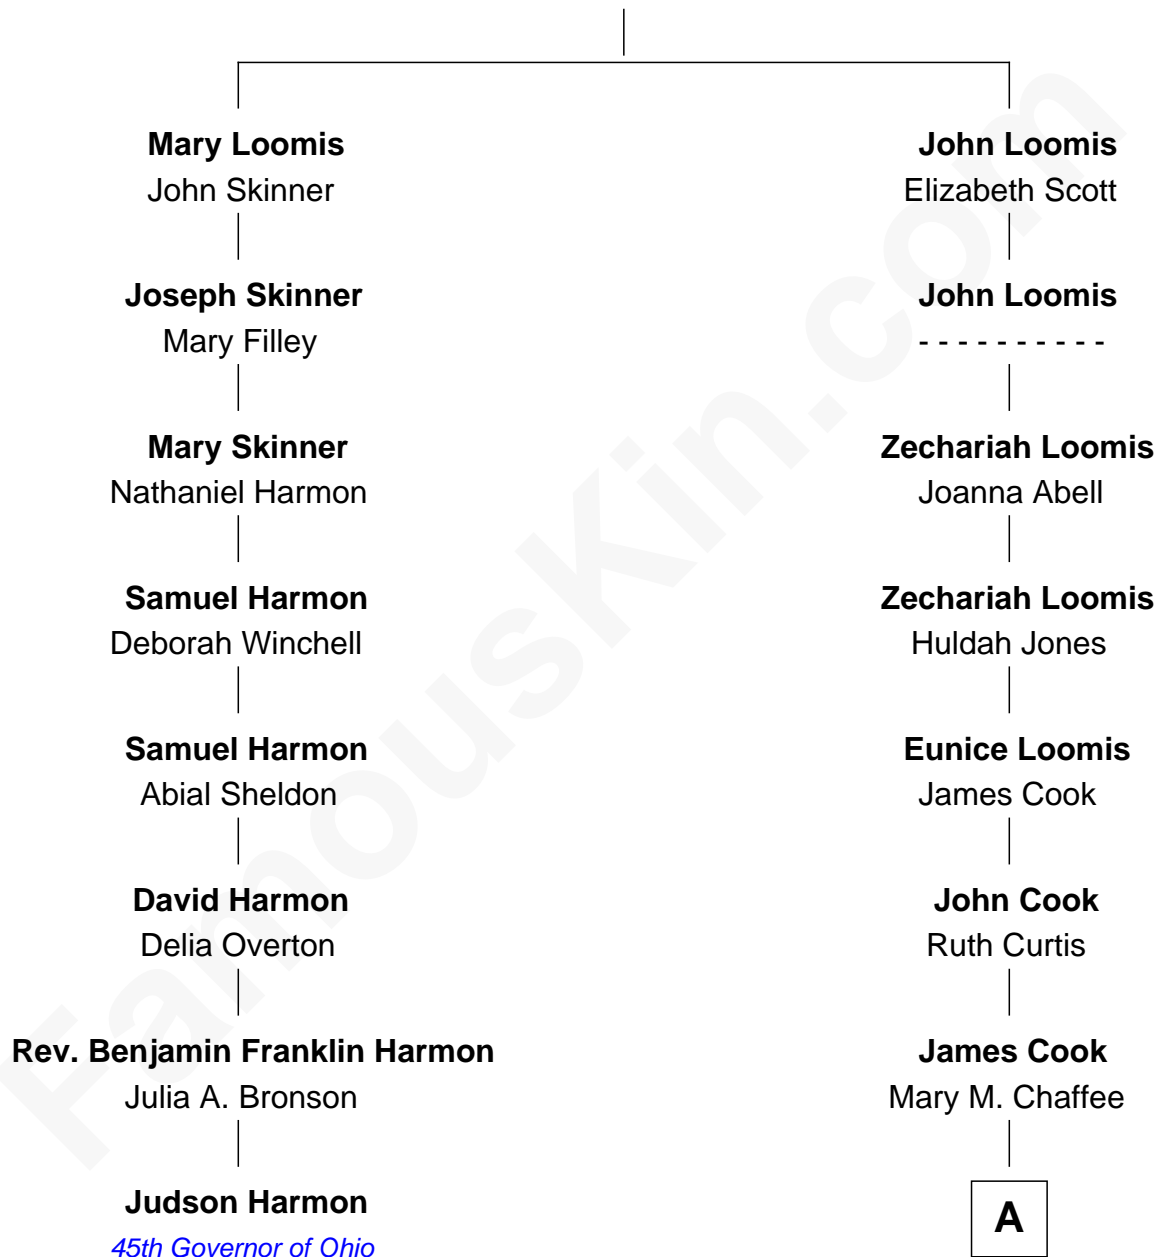 Mary Loomis
John Skinner
John Loomis
Elizabeth Scott
Joseph Skinner
Mary Filley
John Loomis
- - - - - - - - - -
Mary Skinner
Nathaniel Harmon
Zechariah Loomis
Joanna Abell
Samuel Harmon
Deborah Winchell
Zechariah Loomis
Huldah Jones
Samuel Harmon
Abial Sheldon
Eunice Loomis
James Cook
David Harmon
Delia Overton
John Cook
Ruth Curtis
Rev. Benjamin Franklin Harmon
Julia A. Bronson
James Cook
Mary M. Chaffee
Judson Harmon
45th Governor of Ohio
A
FamousKin.com